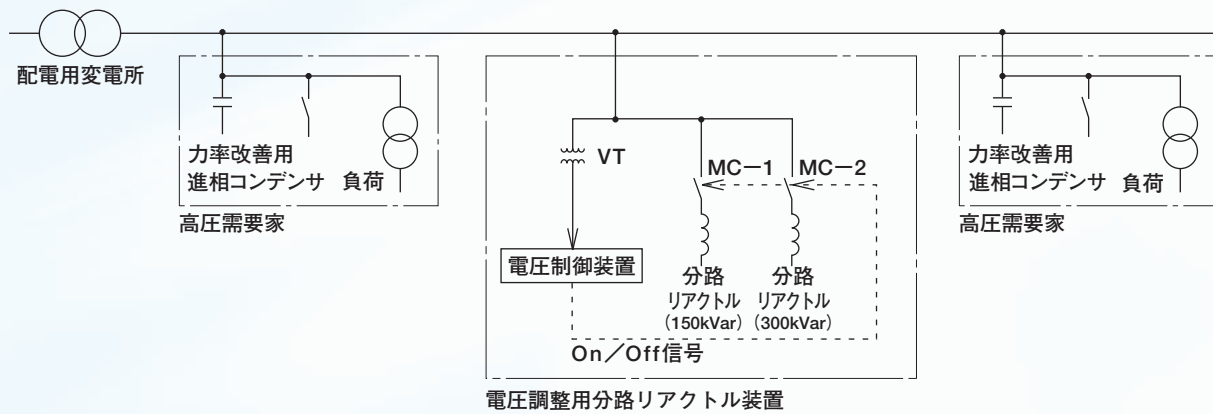 配電用変電所
力率改善用
進相コンデンサ
負荷
高圧需要家
VT
MC－1
MC－2
電圧制御装置
分路
リアクトル
（150kVar）
分路
リアクトル
（300kVar）
On／Off信号
電圧調整用分路リアクトル装置
力率改善用
進相コンデンサ
負荷
高圧需要家